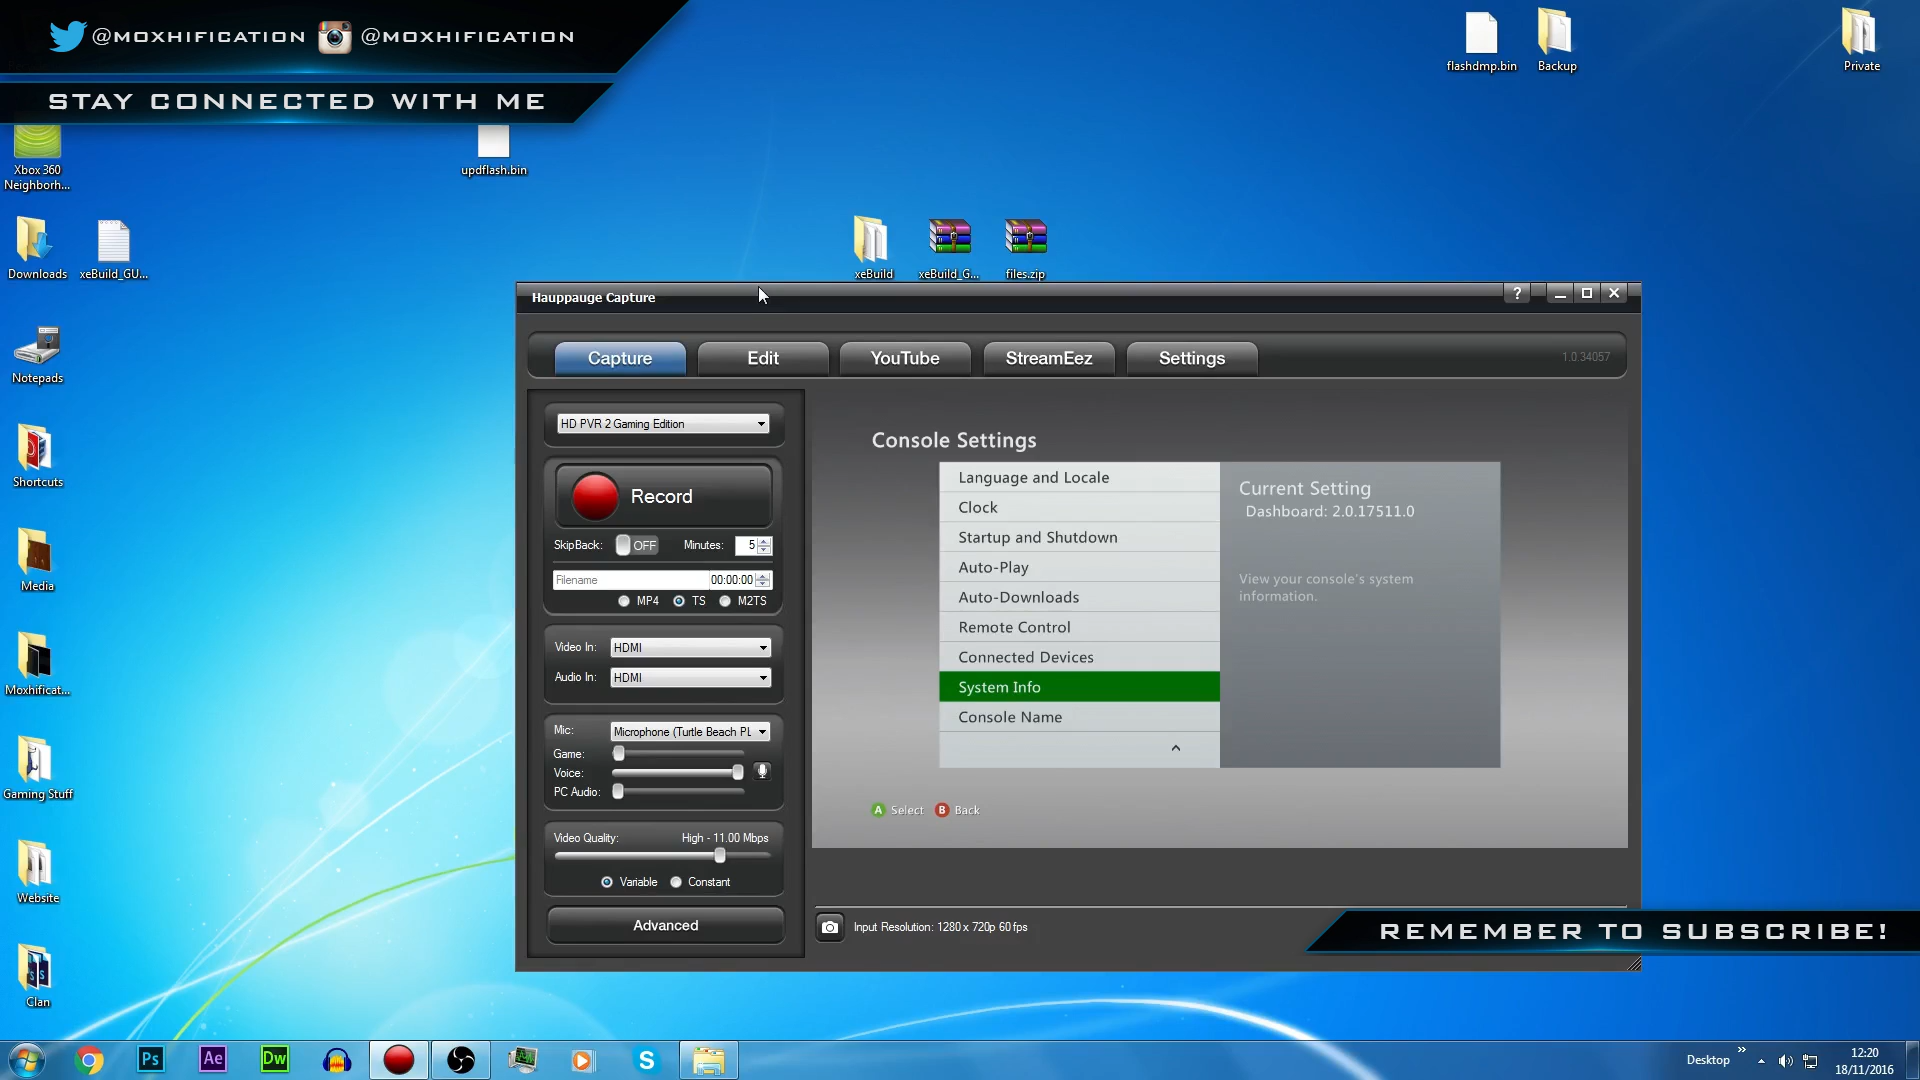 @MOXHIFICATION @MOXHIFICATION
STAY CONNECTED WITH ME
flashdmp.bin
Backup
Private
Xbox 360
Neighborh...
updflash.bin
Downloads
xeBuild_GU...
xeBuild
xeBuild_G...
files.zip
Notepads
Shortcuts
Media
Moxhificat...
Gaming Stuff
Website
Clan
Hauppauge Capture
?
Capture
Edit
YouTube
StreamEez
Settings
1.0.34057
HD PVR 2 Gaming Edition
Record
SkipBack: OFF Minutes: 5
Filename 00:00:00
MP4 TS M2TS
Video In: HDMI
Audio In: HDMI
Mic: Microphone (Turtle Beach PL
Game:
Voice:
PC Audio:
Video Quality: High - 11.00 Mbps
Variable Constant
Advanced
Console Settings
Language and Locale
Clock
Startup and Shutdown
Auto-Play
Auto-Downloads
Remote Control
Connected Devices
System Info
Console Name
Current Setting
Dashboard: 2.0.17511.0
View your console's system
information.
A Select B Back
Input Resolution: 1280 x 720p 60 fps
REMEMBER TO SUBSCRIBE!
Ps
Ae
Dw
S
Desktop
»
12:20
18/11/2016